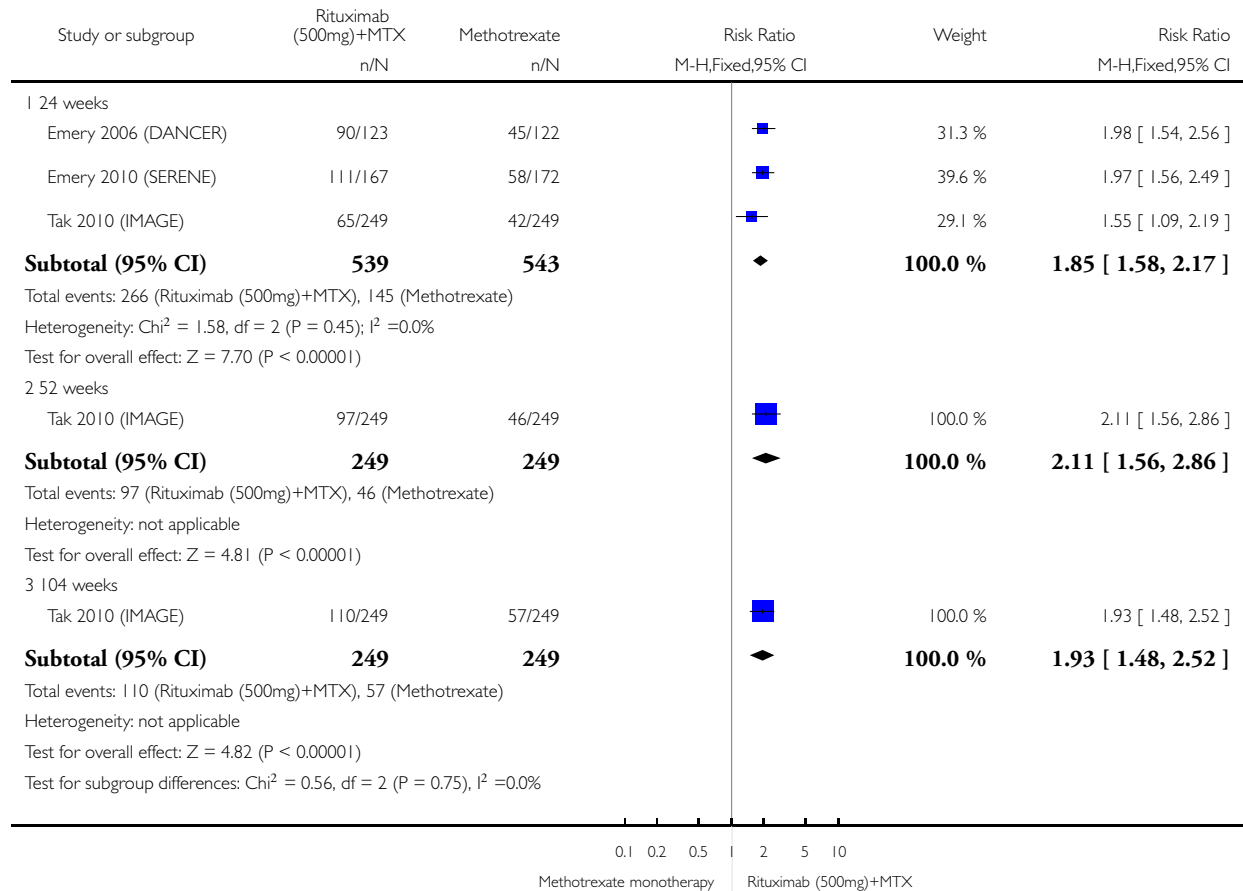 Study or subgroup Rituximab (500mg)+MTX Methotrexate Risk Ratio Weight Risk Ratio
n/N n/N M-H,Fixed,95% CI M-H,Fixed,95% CI
1 24 weeks
Emery 2006 (DANCER) 90/123 45/122 31.3 % 1.98 [ 1.54, 2.56 ]
Emery 2010 (SERENE) 111/167 58/172 39.6 % 1.97 [ 1.56, 2.49 ]
Tak 2010 (IMAGE) 65/249 42/249 29.1 % 1.55 [ 1.09, 2.19 ]
Subtotal (95% CI) 539 543 100.0 % 1.85 [ 1.58, 2.17 ]
Total events: 266 (Rituximab (500mg)+MTX), 145 (Methotrexate)
Heterogeneity: Chi² = 1.58, df = 2 (P = 0.45); I² =0.0%
Test for overall effect: Z = 7.70 (P < 0.00001)
2 52 weeks
Tak 2010 (IMAGE) 97/249 46/249 100.0 % 2.11 [ 1.56, 2.86 ]
Subtotal (95% CI) 249 249 100.0 % 2.11 [ 1.56, 2.86 ]
Total events: 97 (Rituximab (500mg)+MTX), 46 (Methotrexate)
Heterogeneity: not applicable
Test for overall effect: Z = 4.81 (P < 0.00001)
3 104 weeks
Tak 2010 (IMAGE) 110/249 57/249 100.0 % 1.93 [ 1.48, 2.52 ]
Subtotal (95% CI) 249 249 100.0 % 1.93 [ 1.48, 2.52 ]
Total events: 110 (Rituximab (500mg)+MTX), 57 (Methotrexate)
Heterogeneity: not applicable
Test for overall effect: Z = 4.82 (P < 0.00001)
Test for subgroup differences: Chi² = 0.56, df = 2 (P = 0.75), I² =0.0%
0.1 0.2 0.5 1 2 5 10
Methotrexate monotherapy Rituximab (500mg)+MTX